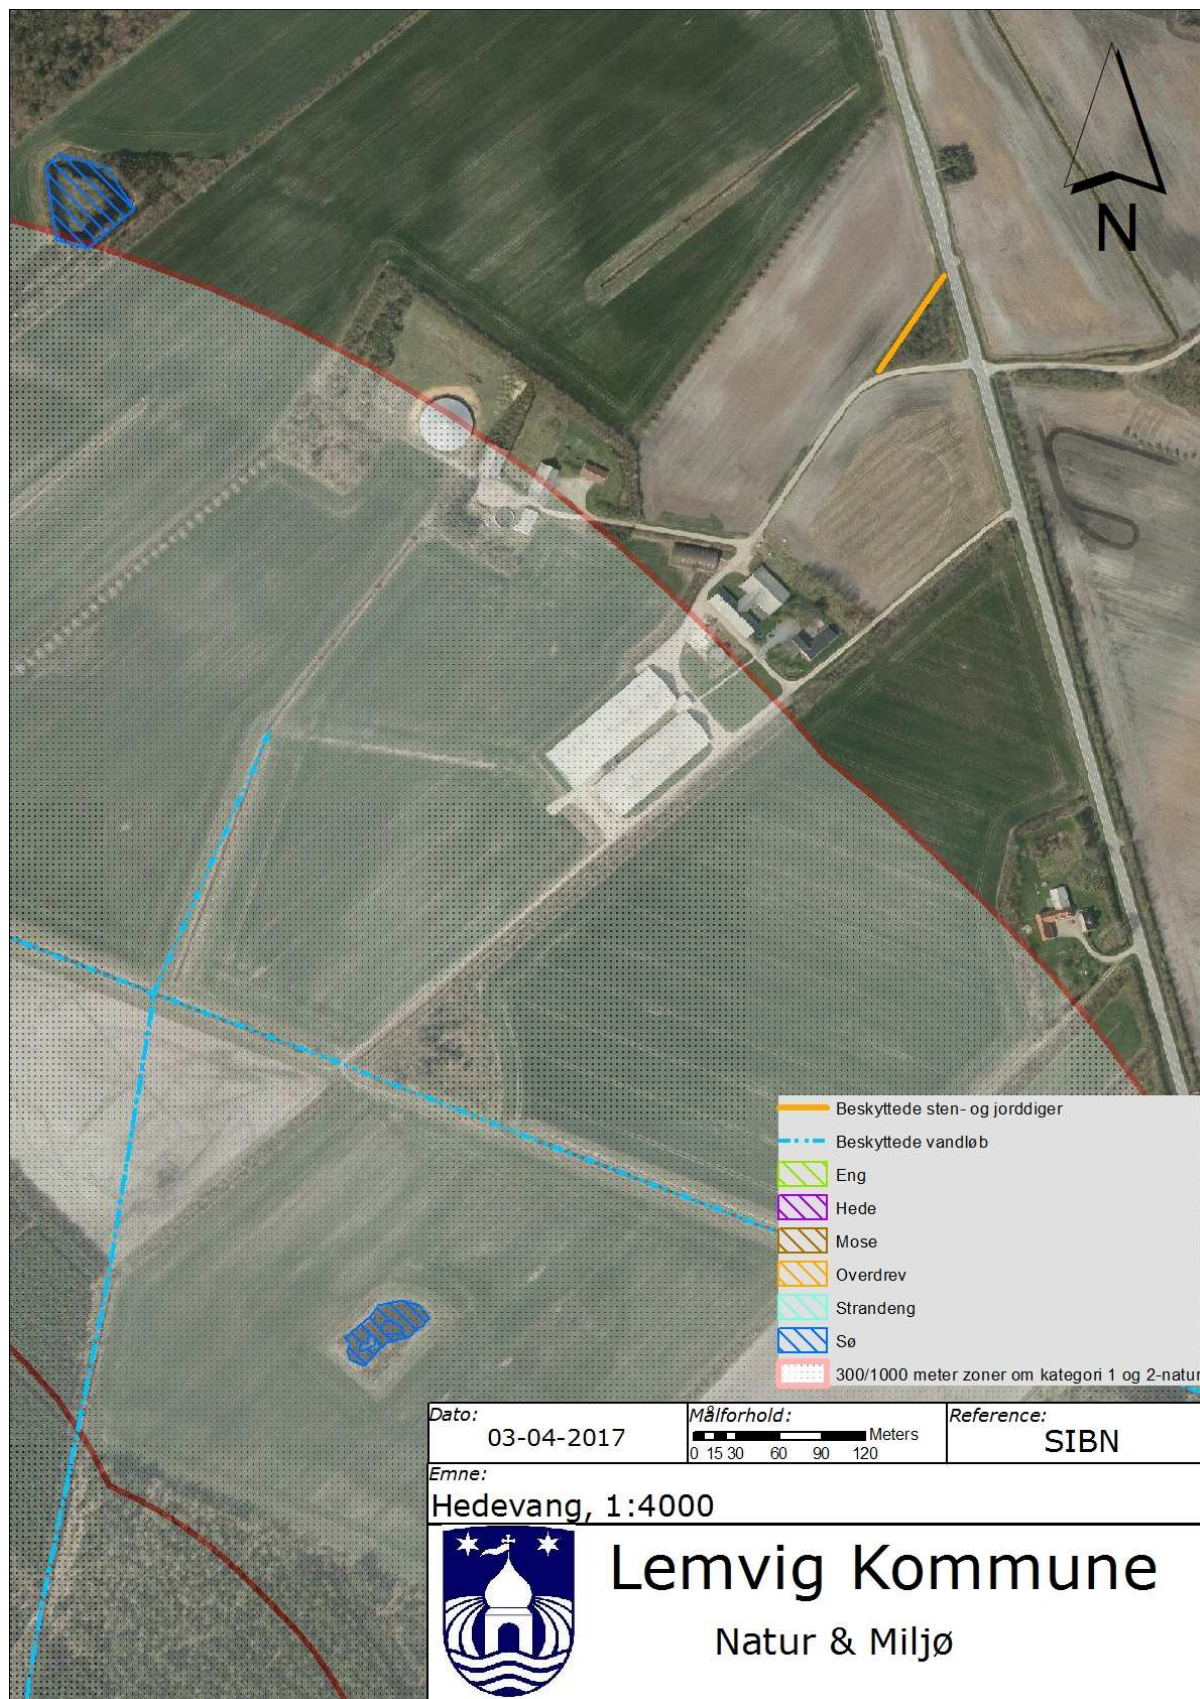 N
Beskyttede sten- og jorddiger
Beskyttede vandløb
Eng
Hede
Mose
Overdrev
Strandeng
Sø
300/1000 meter zoner om kategori 1 og 2-natur
Dato:
03-04-2017
Målforhold:
Meters
0 15 30 60 90 120
Reference:
SIBN
Emne:
Hedevang, 1:4000
Lemvig Kommune
Natur & Miljø